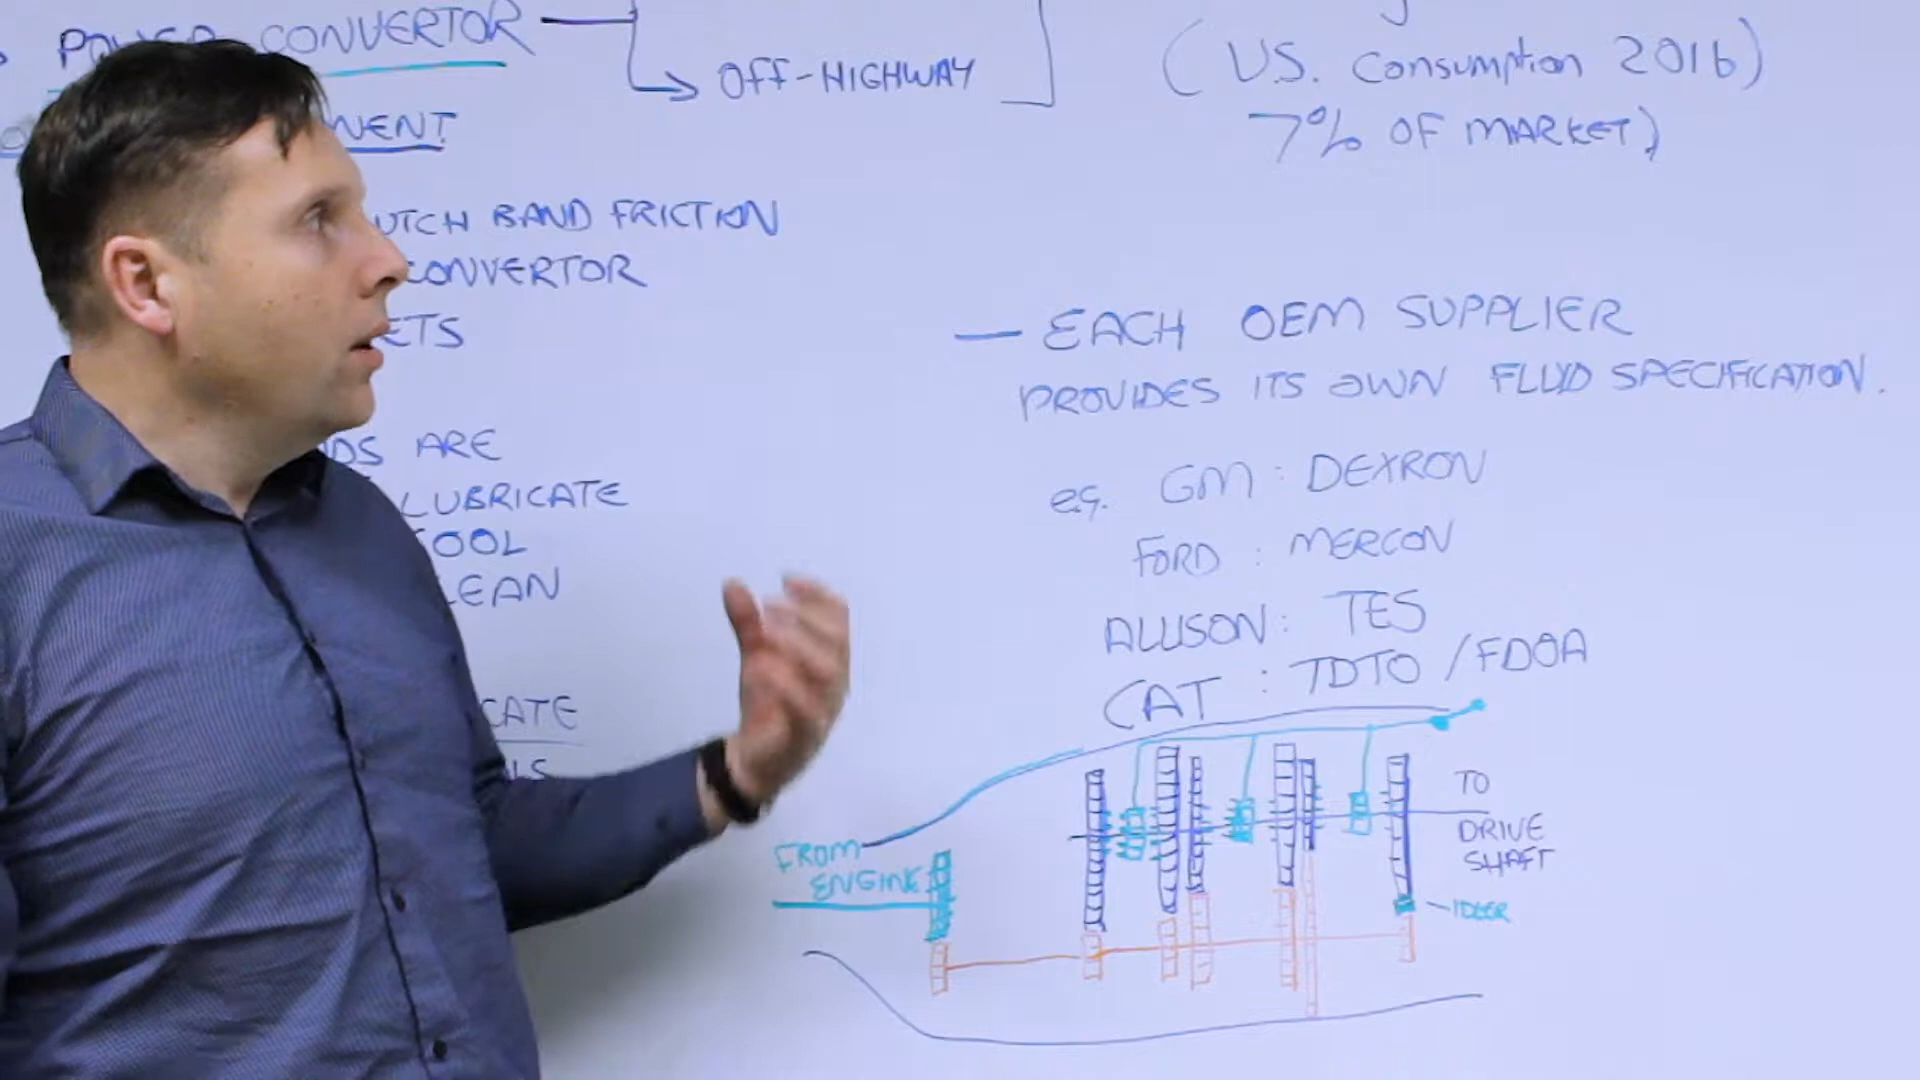 POWER CONVERTOR
OFF-HIGHWAY
(U.S. Consumption 2016)
7% OF MARKET)
NENT
UTCH BAND FRICTION
CONVERTOR
ETS
— EACH OEM SUPPLIER
PROVIDES ITS OWN FLUID SPECIFICATION.
DS ARE
LUBRICATE
OOL
LEAN
e.g. GM : DEXRON
FORD : MERCON
ALLISON : TES
CAT : TDTO / FDOA
CATE
LS
FROM
ENGINE
TO
DRIVE
SHAFT
IDLER